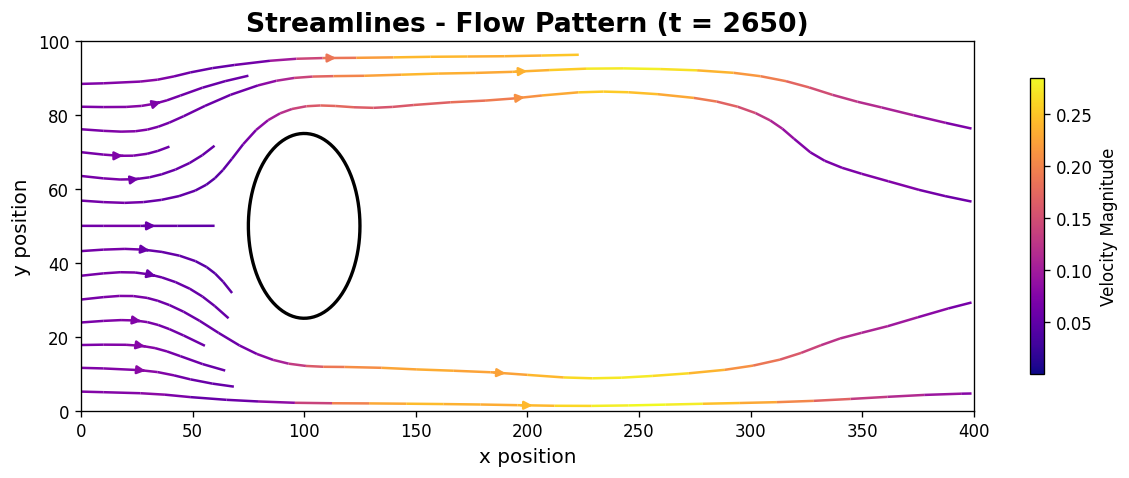 Streamlines - Flow Pattern (t = 2650)
100
80
60
40
20
0
y position
0 50 100 150 200 250 300 350 400
x position
0.25
0.20
0.15
0.10
0.05
Velocity Magnitude